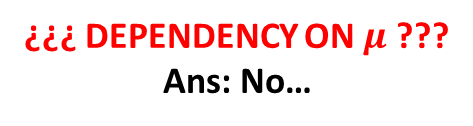 ¿¿¿ DEPENDENCY ON μ ???
Ans: No…